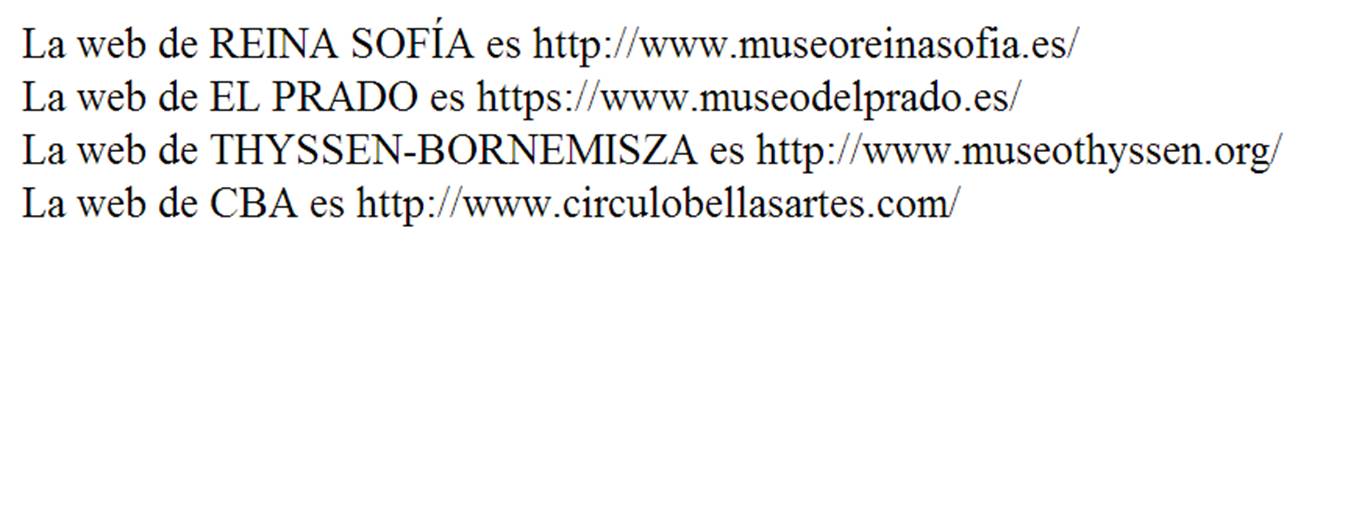 La web de REINA SOFÍA es http://www.museoreinasofia.es/
La web de EL PRADO es https://www.museodelprado.es/
La web de THYSSEN-BORNEMISZA es http://www.museothyssen.org/
La web de CBA es http://www.circulobellasartes.com/